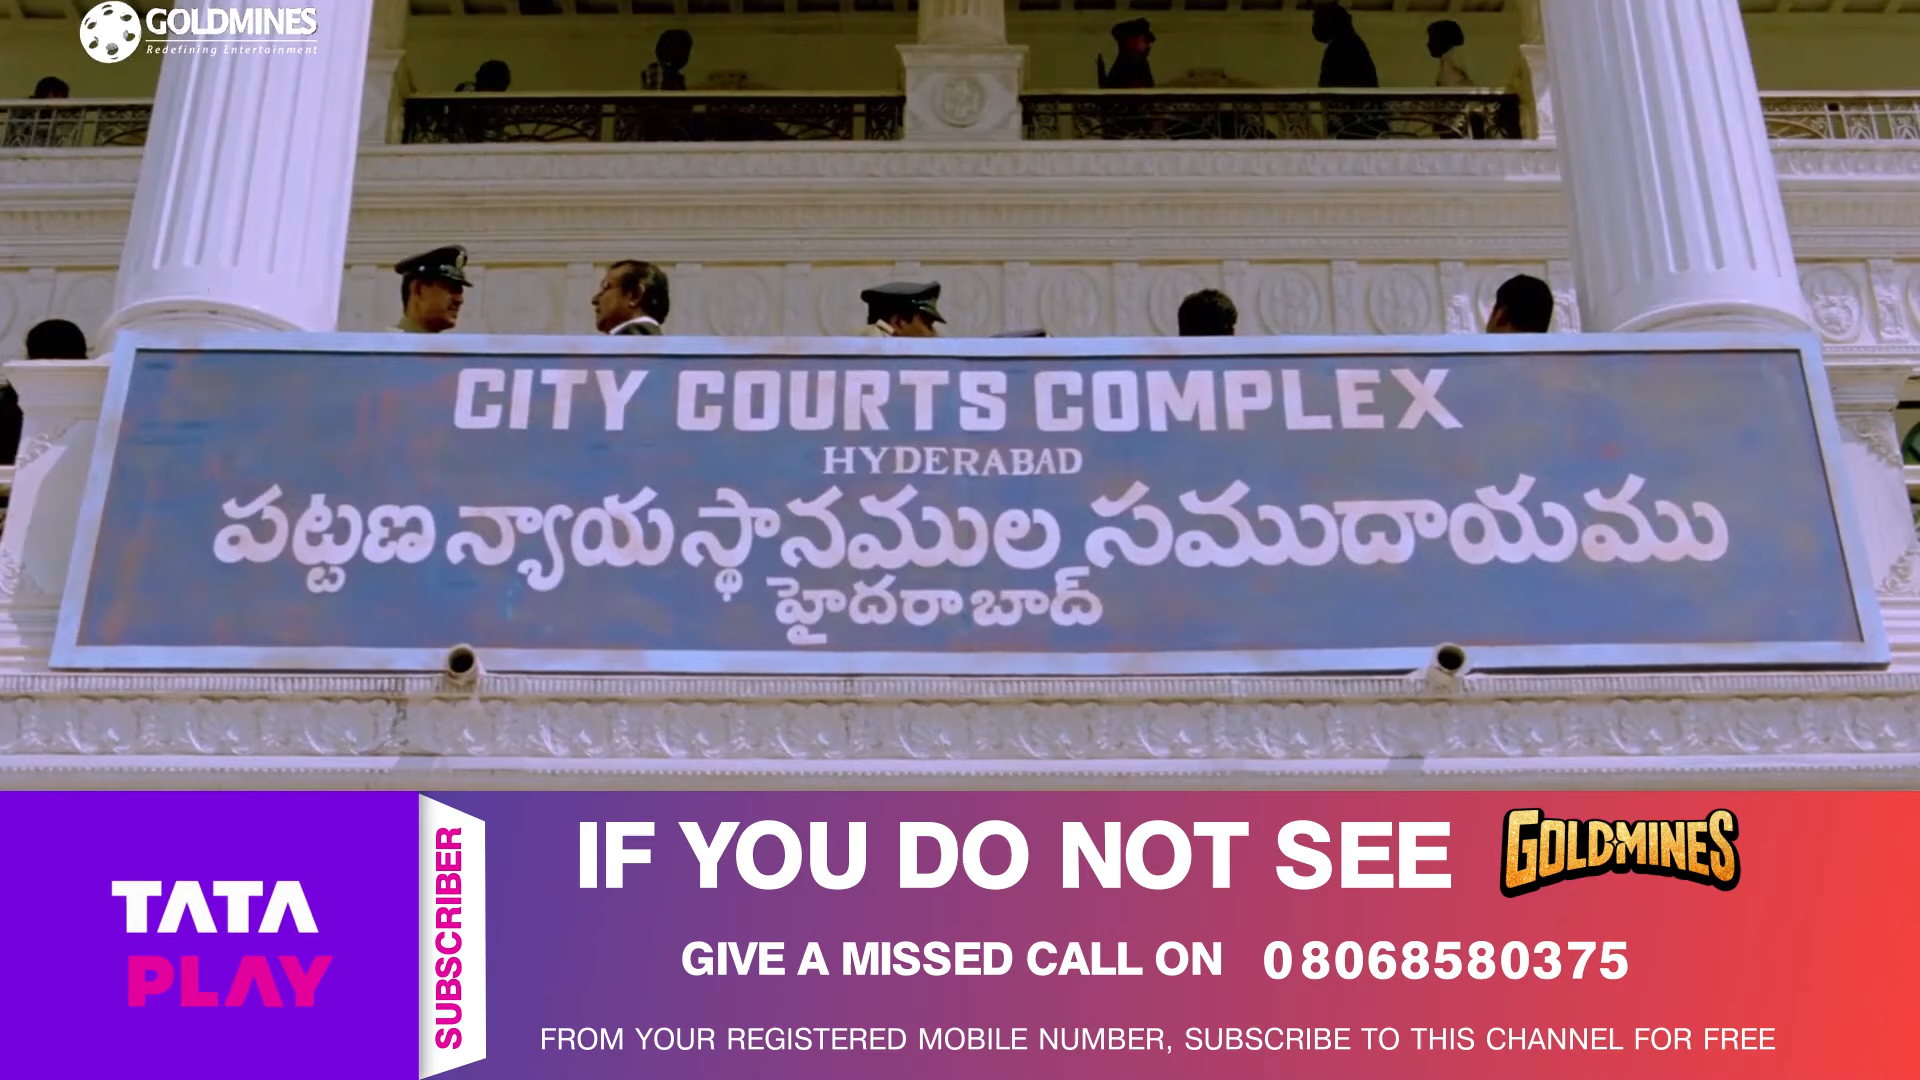 GOLDMINES
Redefining Entertainment
CITY COURTS COMPLEX
HYDERABAD
పట్టణ న్యాయ స్థానముల సముదాయము
హైదరాబాద్
TATA
PLAY
SUBSCRIBER
IF YOU DO NOT SEE GOLDMINES
GIVE A MISSED CALL ON 08068580375
FROM YOUR REGISTERED MOBILE NUMBER, SUBSCRIBE TO THIS CHANNEL FOR FREE